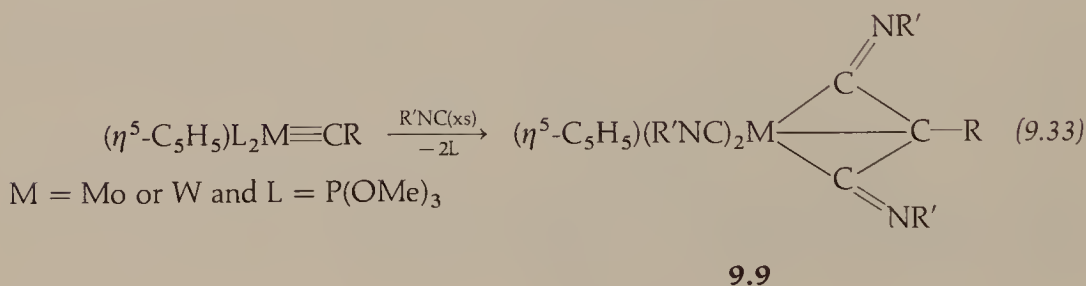 NR'
C
(η⁵-C₅H₅)L₂M≡CR R'NC(xs) −2L (η⁵-C₅H₅)(R'NC)₂M C—R (9.33)
C
M = Mo or W and L = P(OMe)₃
NR'
9.9